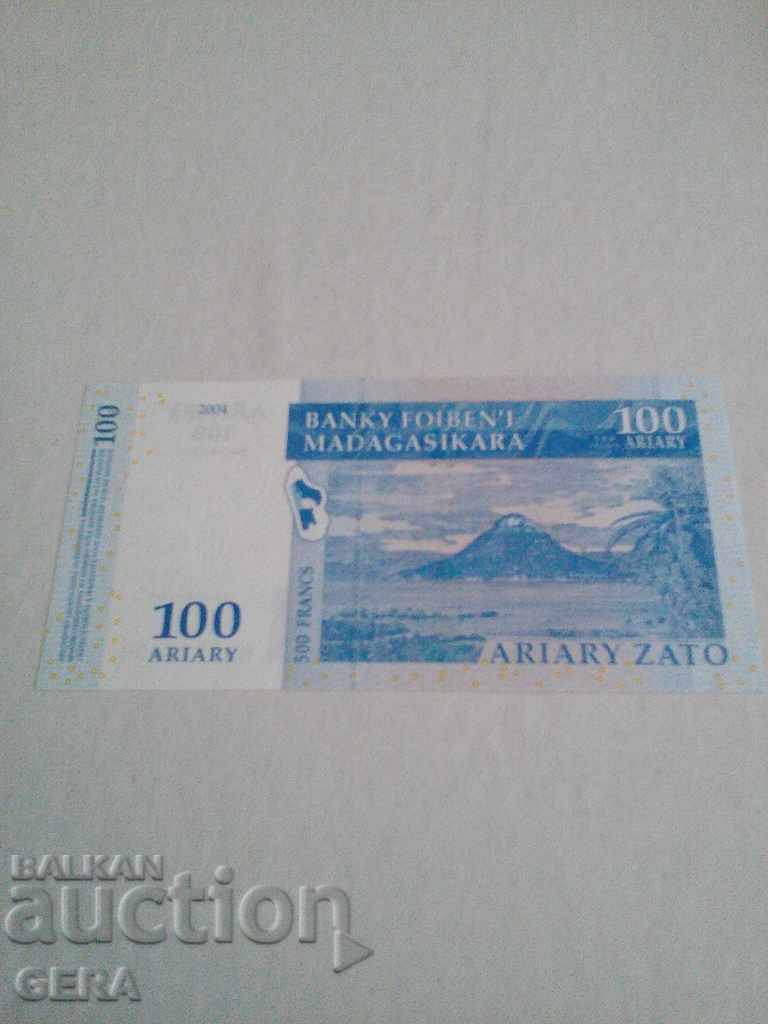 100
2004
BANKY FOIBEN'I
MADAGASIKARA
100
ARIARY
500 FRANCS
100
ARIARY
ARIARY ZATO
BALKAN
auction
GERA